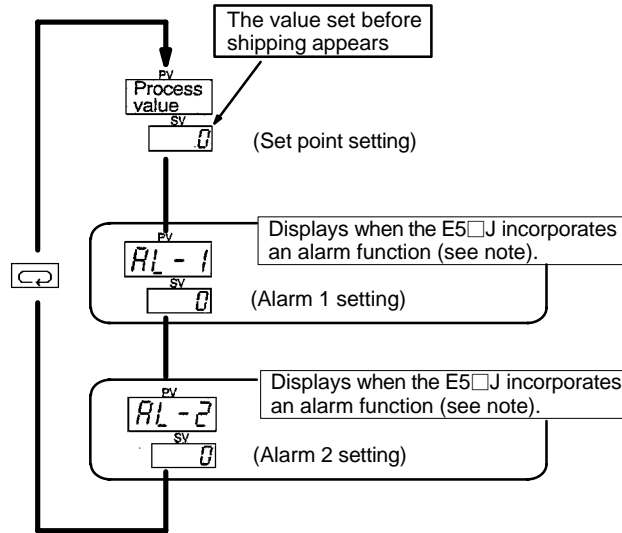 The value set before
shipping appears
PV
Process
value
SV
0
(Set point setting)
Displays when the E5□J incorporates
an alarm function (see note).
PV
AL-1
SV
0
(Alarm 1 setting)
Displays when the E5□J incorporates
an alarm function (see note).
PV
AL-2
SV
0
(Alarm 2 setting)